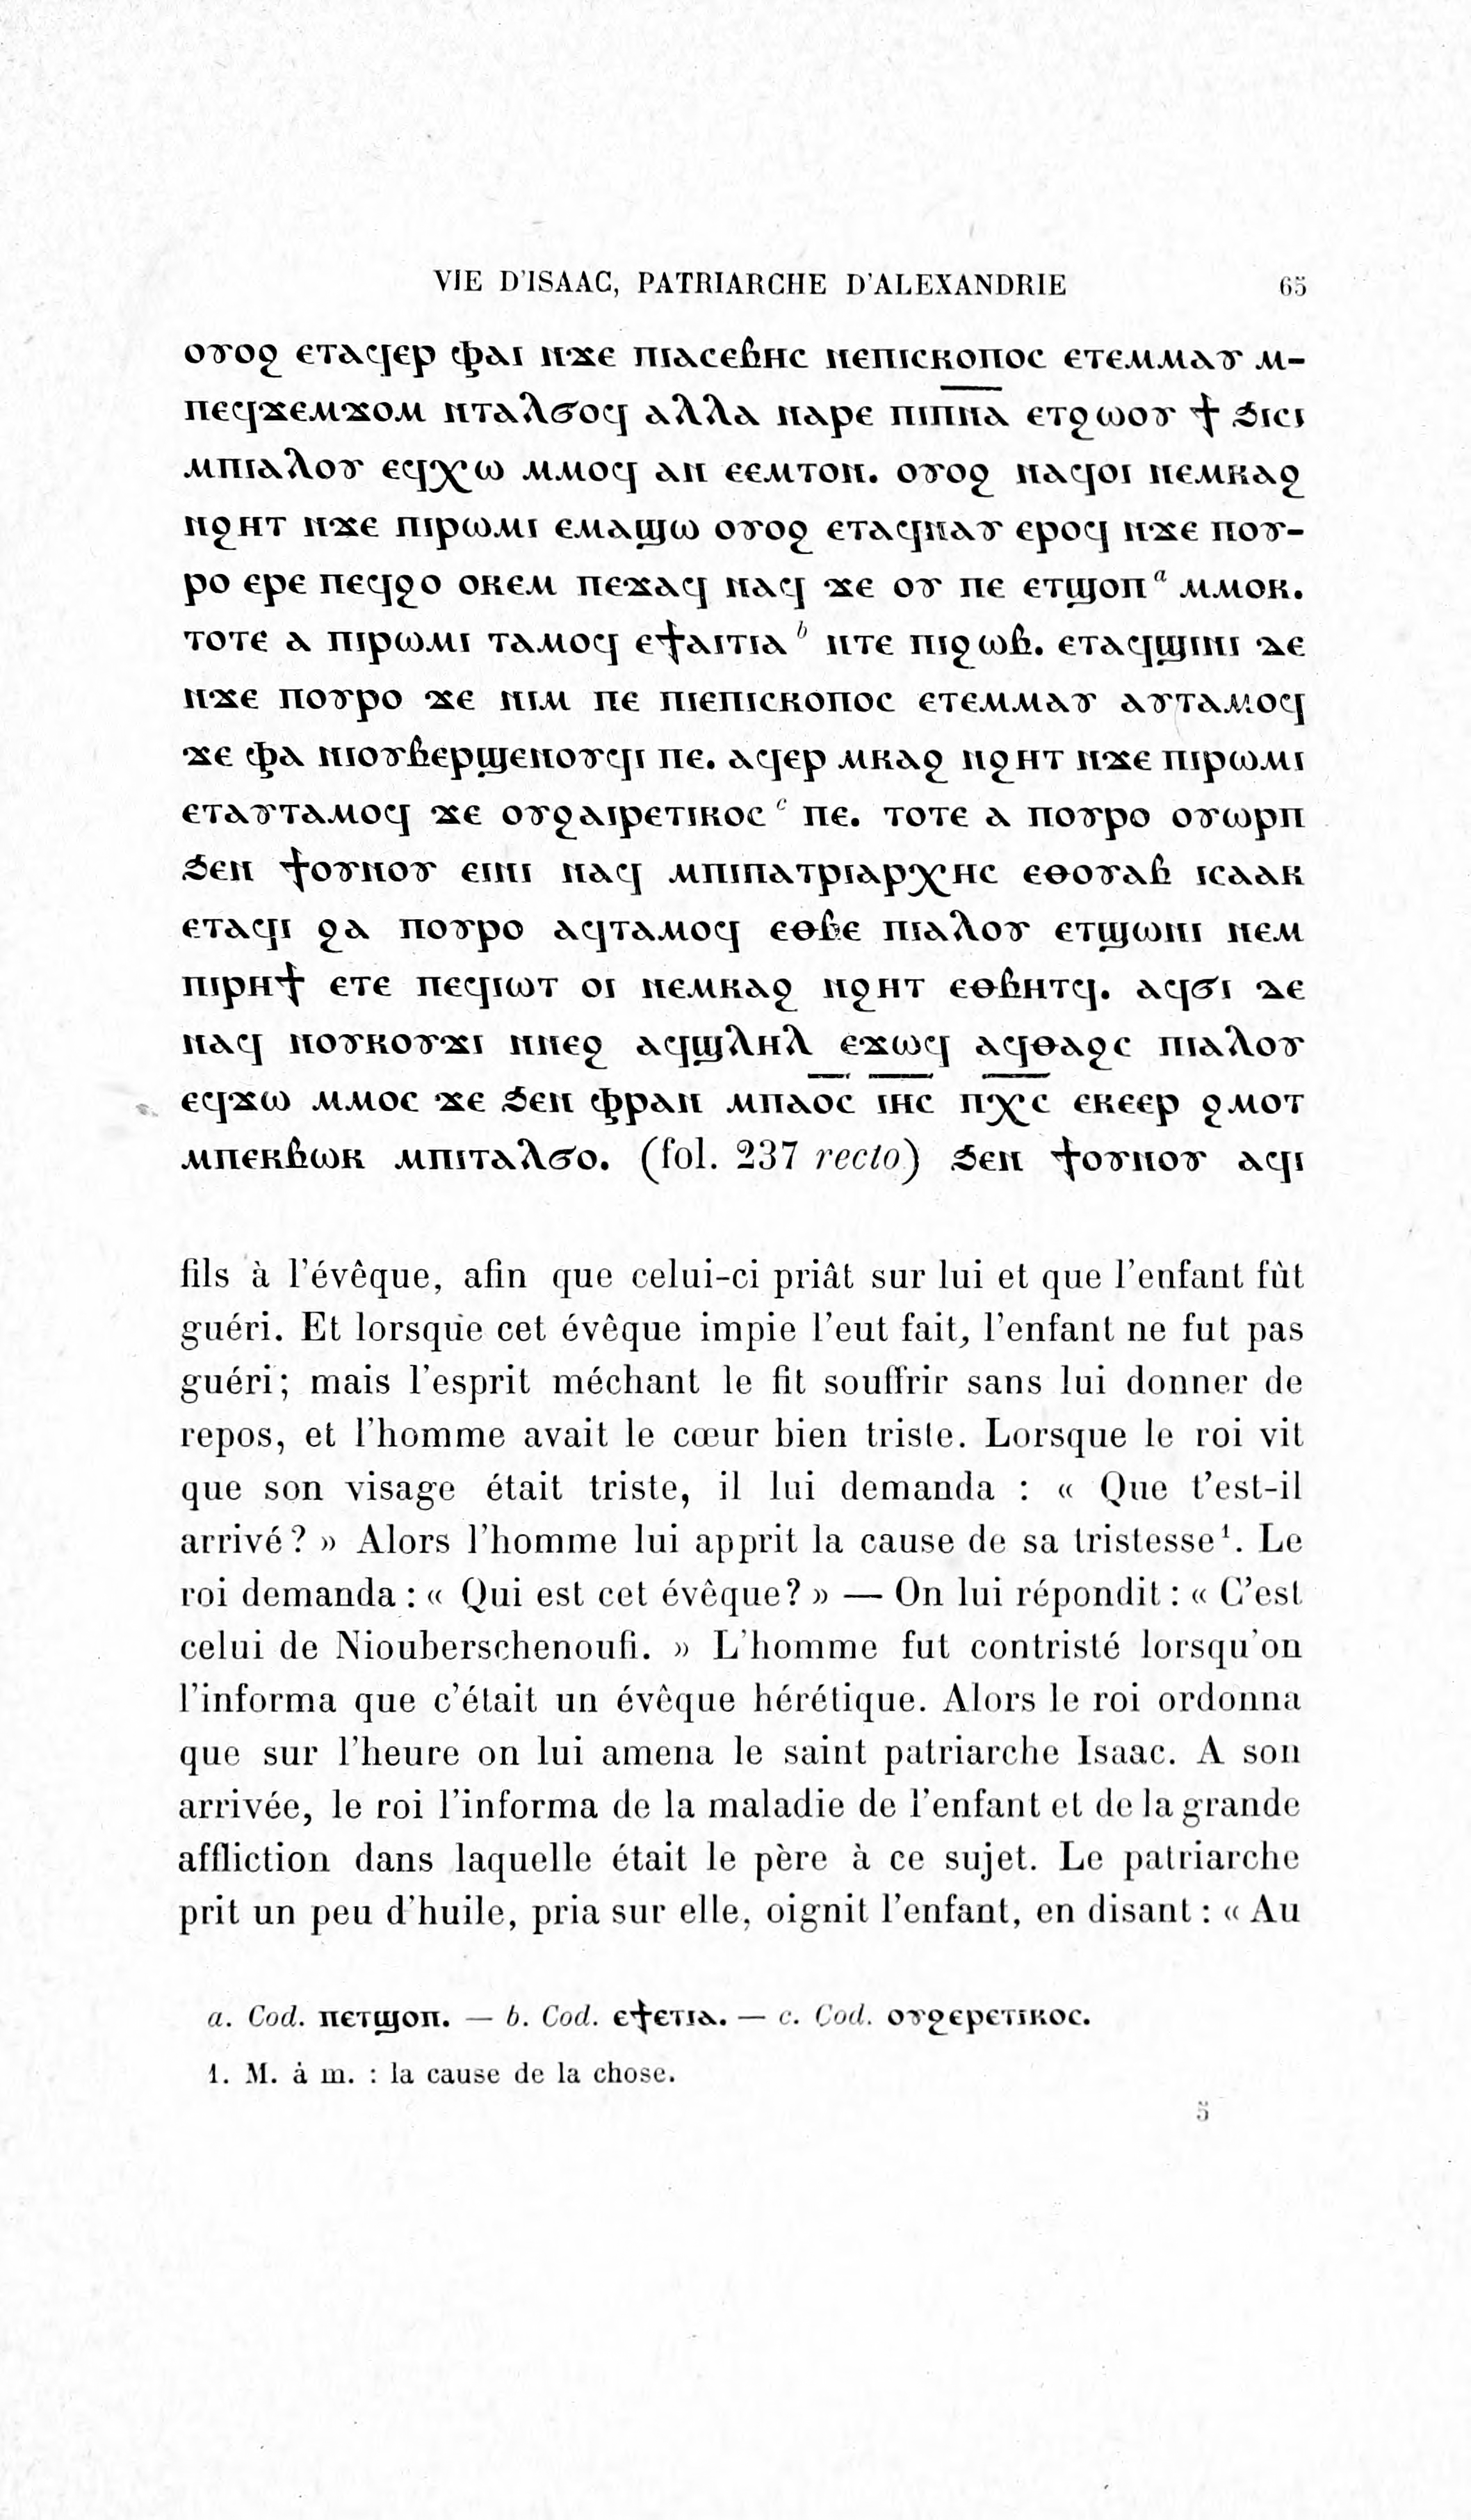 VIE D'ISAAC, PATRIARCHE D'ALEXANDRIE 65
ⲟⲩⲟϩ ⲉⲧⲁϥⲉⲣ ⲫⲁⲓ ⲛϫⲉ ⲡⲓⲁⲥⲉⲃⲏⲥ ⲛⲉⲡⲓⲥⲕⲟⲡⲟⲥ ⲉⲧⲉⲙⲙⲁⲩ ⲙ-
ⲡⲉϥϫⲉⲙϫⲟⲙ ⲛⲧⲁⲗϭⲟϥ ⲁⲗⲗⲁ ⲛⲁⲣⲉ ⲡⲓⲡ̅ⲛ̅ⲁ̅ ⲉⲧϩⲱⲟⲩ ϯ ϧⲓⲥⲓ
ⲙⲡⲓⲁⲗⲟⲩ ⲉϥⲭⲱ ⲙⲙⲟϥ ⲁⲛ ⲉⲉⲙⲧⲟⲛ. ⲟⲩⲟϩ ⲛⲁϥⲟⲓ ⲛⲉⲙⲕⲁϩ
ⲛϩⲏⲧ ⲛϫⲉ ⲡⲓⲣⲱⲙⲓ ⲉⲙⲁϣⲱ ⲟⲩⲟϩ ⲉⲧⲁϥⲛⲁⲩ ⲉⲣⲟϥ ⲛϫⲉ ⲡⲟⲩ-
ⲣⲟ ⲉⲣⲉ ⲡⲉϥϩⲟ ⲟⲕⲉⲙ ⲡⲉϫⲁϥ ⲛⲁϥ ϫⲉ ⲟⲩ ⲡⲉ ⲉⲧϣⲟⲡ a ⲙⲙⲟⲕ.
ⲧⲟⲧⲉ ⲁ ⲡⲓⲣⲱⲙⲓ ⲧⲁⲙⲟϥ ⲉϯⲁⲓⲧⲓⲁ b ⲛⲧⲉ ⲡⲓϩⲱⲃ. ⲉⲧⲁϥϣⲓⲛⲓ ⲇⲉ
ⲛϫⲉ ⲡⲟⲩⲣⲟ ϫⲉ ⲛⲓⲙ ⲡⲉ ⲡⲓⲉⲡⲓⲥⲕⲟⲡⲟⲥ ⲉⲧⲉⲙⲙⲁⲩ ⲁⲩⲧⲁⲙⲟϥ
ϫⲉ ⲫⲁ ⲛⲓⲟⲩⲃⲉⲣϣⲉⲛⲟⲩϥⲓ ⲡⲉ. ⲁϥⲉⲣ ⲙⲕⲁϩ ⲛϩⲏⲧ ⲛϫⲉ ⲡⲓⲣⲱⲙⲓ
ⲉⲧⲁⲩⲧⲁⲙⲟϥ ϫⲉ ⲟⲩϩⲁⲓⲣⲉⲧⲓⲕⲟⲥ c ⲡⲉ. ⲧⲟⲧⲉ ⲁ ⲡⲟⲩⲣⲟ ⲟⲩⲱⲣⲡ
ϧⲉⲛ ϯⲟⲩⲛⲟⲩ ⲉⲓⲛⲓ ⲛⲁϥ ⲙⲡⲓⲡⲁⲧⲣⲓⲁⲣⲭⲏⲥ ⲉⲑⲟⲩⲁⲃ ⲓⲥⲁⲁⲕ
ⲉⲧⲁϥⲓ ϩⲁ ⲡⲟⲩⲣⲟ ⲁϥⲧⲁⲙⲟϥ ⲉⲑⲃⲉ ⲡⲓⲁⲗⲟⲩ ⲉⲧϣⲱⲛⲓ ⲛⲉⲙ
ⲡⲓⲣⲏϯ ⲉⲧⲉ ⲡⲉϥⲓⲱⲧ ⲟⲓ ⲛⲉⲙⲕⲁϩ ⲛϩⲏⲧ ⲉⲑⲃⲏⲧϥ. ⲁϥϭⲓ ⲇⲉ
ⲛⲁϥ ⲛⲟⲩⲕⲟⲩϫⲓ ⲛⲛⲉϩ ⲁϥϣⲗⲏⲗ ⲉϫⲱϥ ⲁϥⲑⲁϩⲥ ⲡⲓⲁⲗⲟⲩ
ⲉϥϫⲱ ⲙⲙⲟⲥ ϫⲉ ϧⲉⲛ ⲫⲣⲁⲛ ⲙⲡⲁⲟ̅ⲥ̅ ⲓ̅ⲏ̅ⲥ̅ ⲡⲭ̅ⲥ̅ ⲉⲕⲉⲉⲣ ϩⲙⲟⲧ
ⲙⲡⲉⲕⲃⲱⲕ ⲙⲡⲓⲧⲁⲗϭⲟ. (fol. 237 recto) ϧⲉⲛ ϯⲟⲩⲛⲟⲩ ⲁϥⲓ
fils à l'évêque, afin que celui-ci priât sur lui et que l'enfant fût
guéri. Et lorsque cet évêque impie l'eut fait, l'enfant ne fut pas
guéri; mais l'esprit méchant le fit souffrir sans lui donner de
repos, et l'homme avait le cœur bien triste. Lorsque le roi vit
que son visage était triste, il lui demanda : « Que t'est-il
arrivé? » Alors l'homme lui apprit la cause de sa tristesse¹. Le
roi demanda : « Qui est cet évêque? » — On lui répondit : « C'est
celui de Niouberschenoufi. » L'homme fut contristé lorsqu'on
l'informa que c'était un évêque hérétique. Alors le roi ordonna
que sur l'heure on lui amena le saint patriarche Isaac. A son
arrivée, le roi l'informa de la maladie de l'enfant et de la grande
affliction dans laquelle était le père à ce sujet. Le patriarche
prit un peu d'huile, pria sur elle, oignit l'enfant, en disant : « Au
a. Cod. ⲡⲉⲧϣⲟⲡ. — b. Cod. ⲉϯⲉⲧⲓⲁ. — c. Cod. ⲟⲩϩⲉⲣⲉⲧⲓⲕⲟⲥ.
1. M. à m. : la cause de la chose.
5